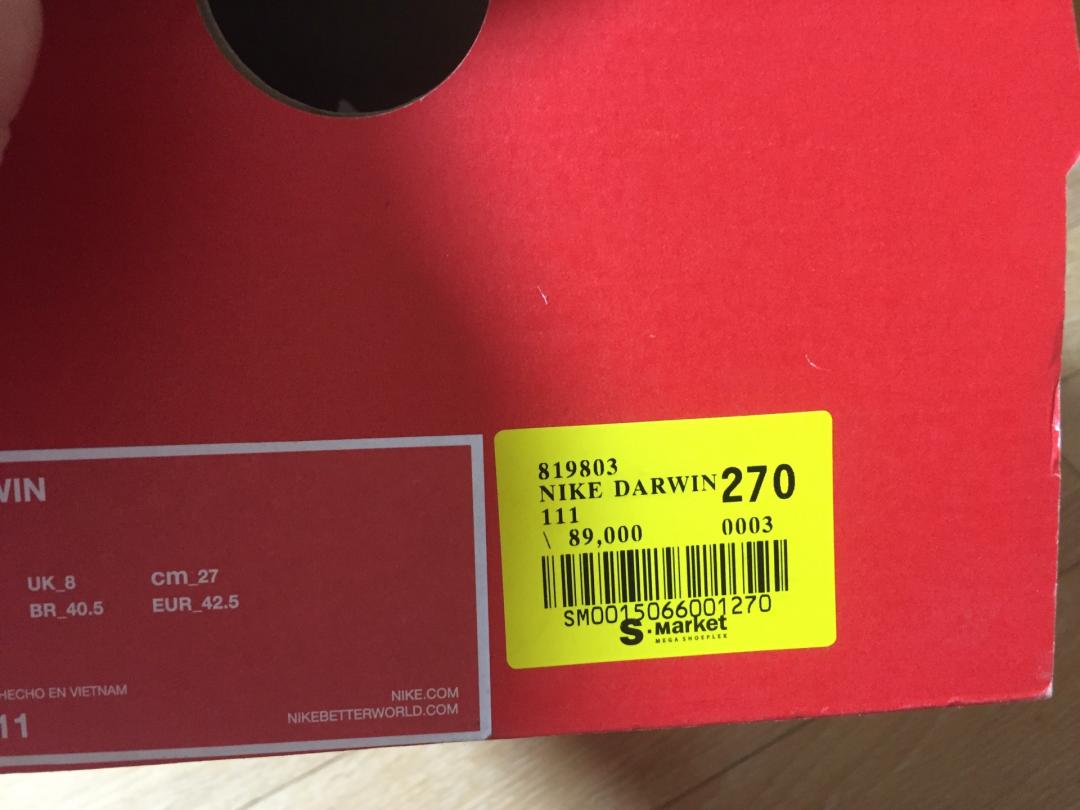 WIN
UK_8 cm_27
BR_40.5 EUR_42.5
HECHO EN VIETNAM
NIKE.COM
NIKEBETTERWORLD.COM
11
819803
NIKE DARWIN 270
111
\ 89,000 0003
SM0015066001270
S·Market
MEGA SHOEPLEX